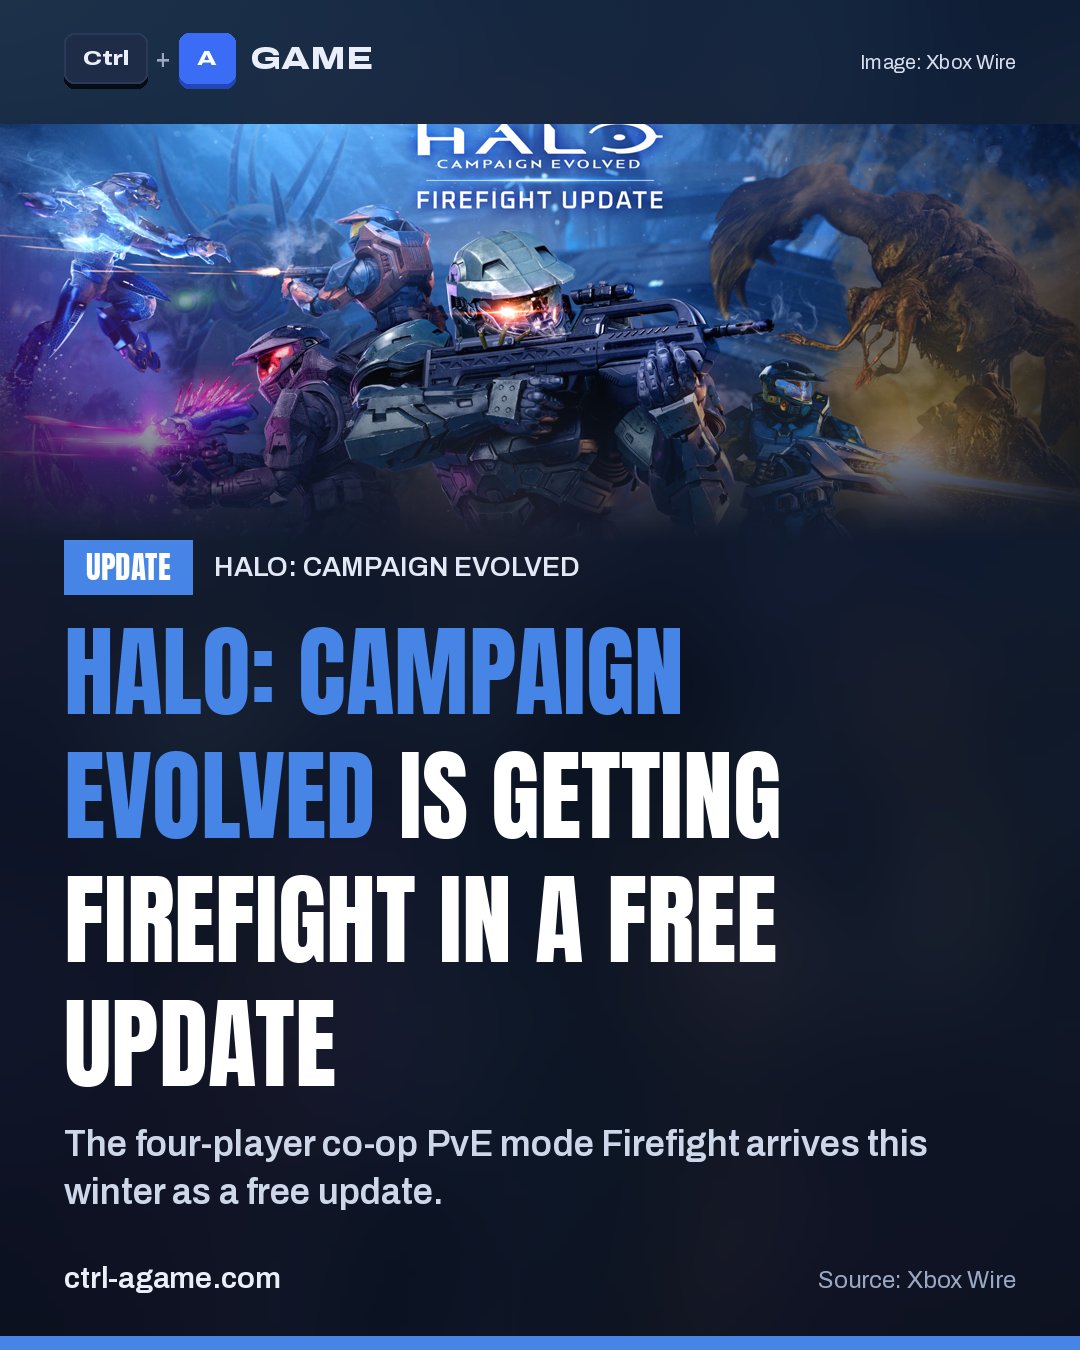 Ctrl + A GAME
Image: Xbox Wire
HALO
CAMPAIGN EVOLVED
FIREFIGHT UPDATE
UPDATE HALO: CAMPAIGN EVOLVED
HALO: CAMPAIGN
EVOLVED IS GETTING
FIREFIGHT IN A FREE
UPDATE
The four-player co-op PvE mode Firefight arrives this
winter as a free update.
ctrl-agame.com
Source: Xbox Wire